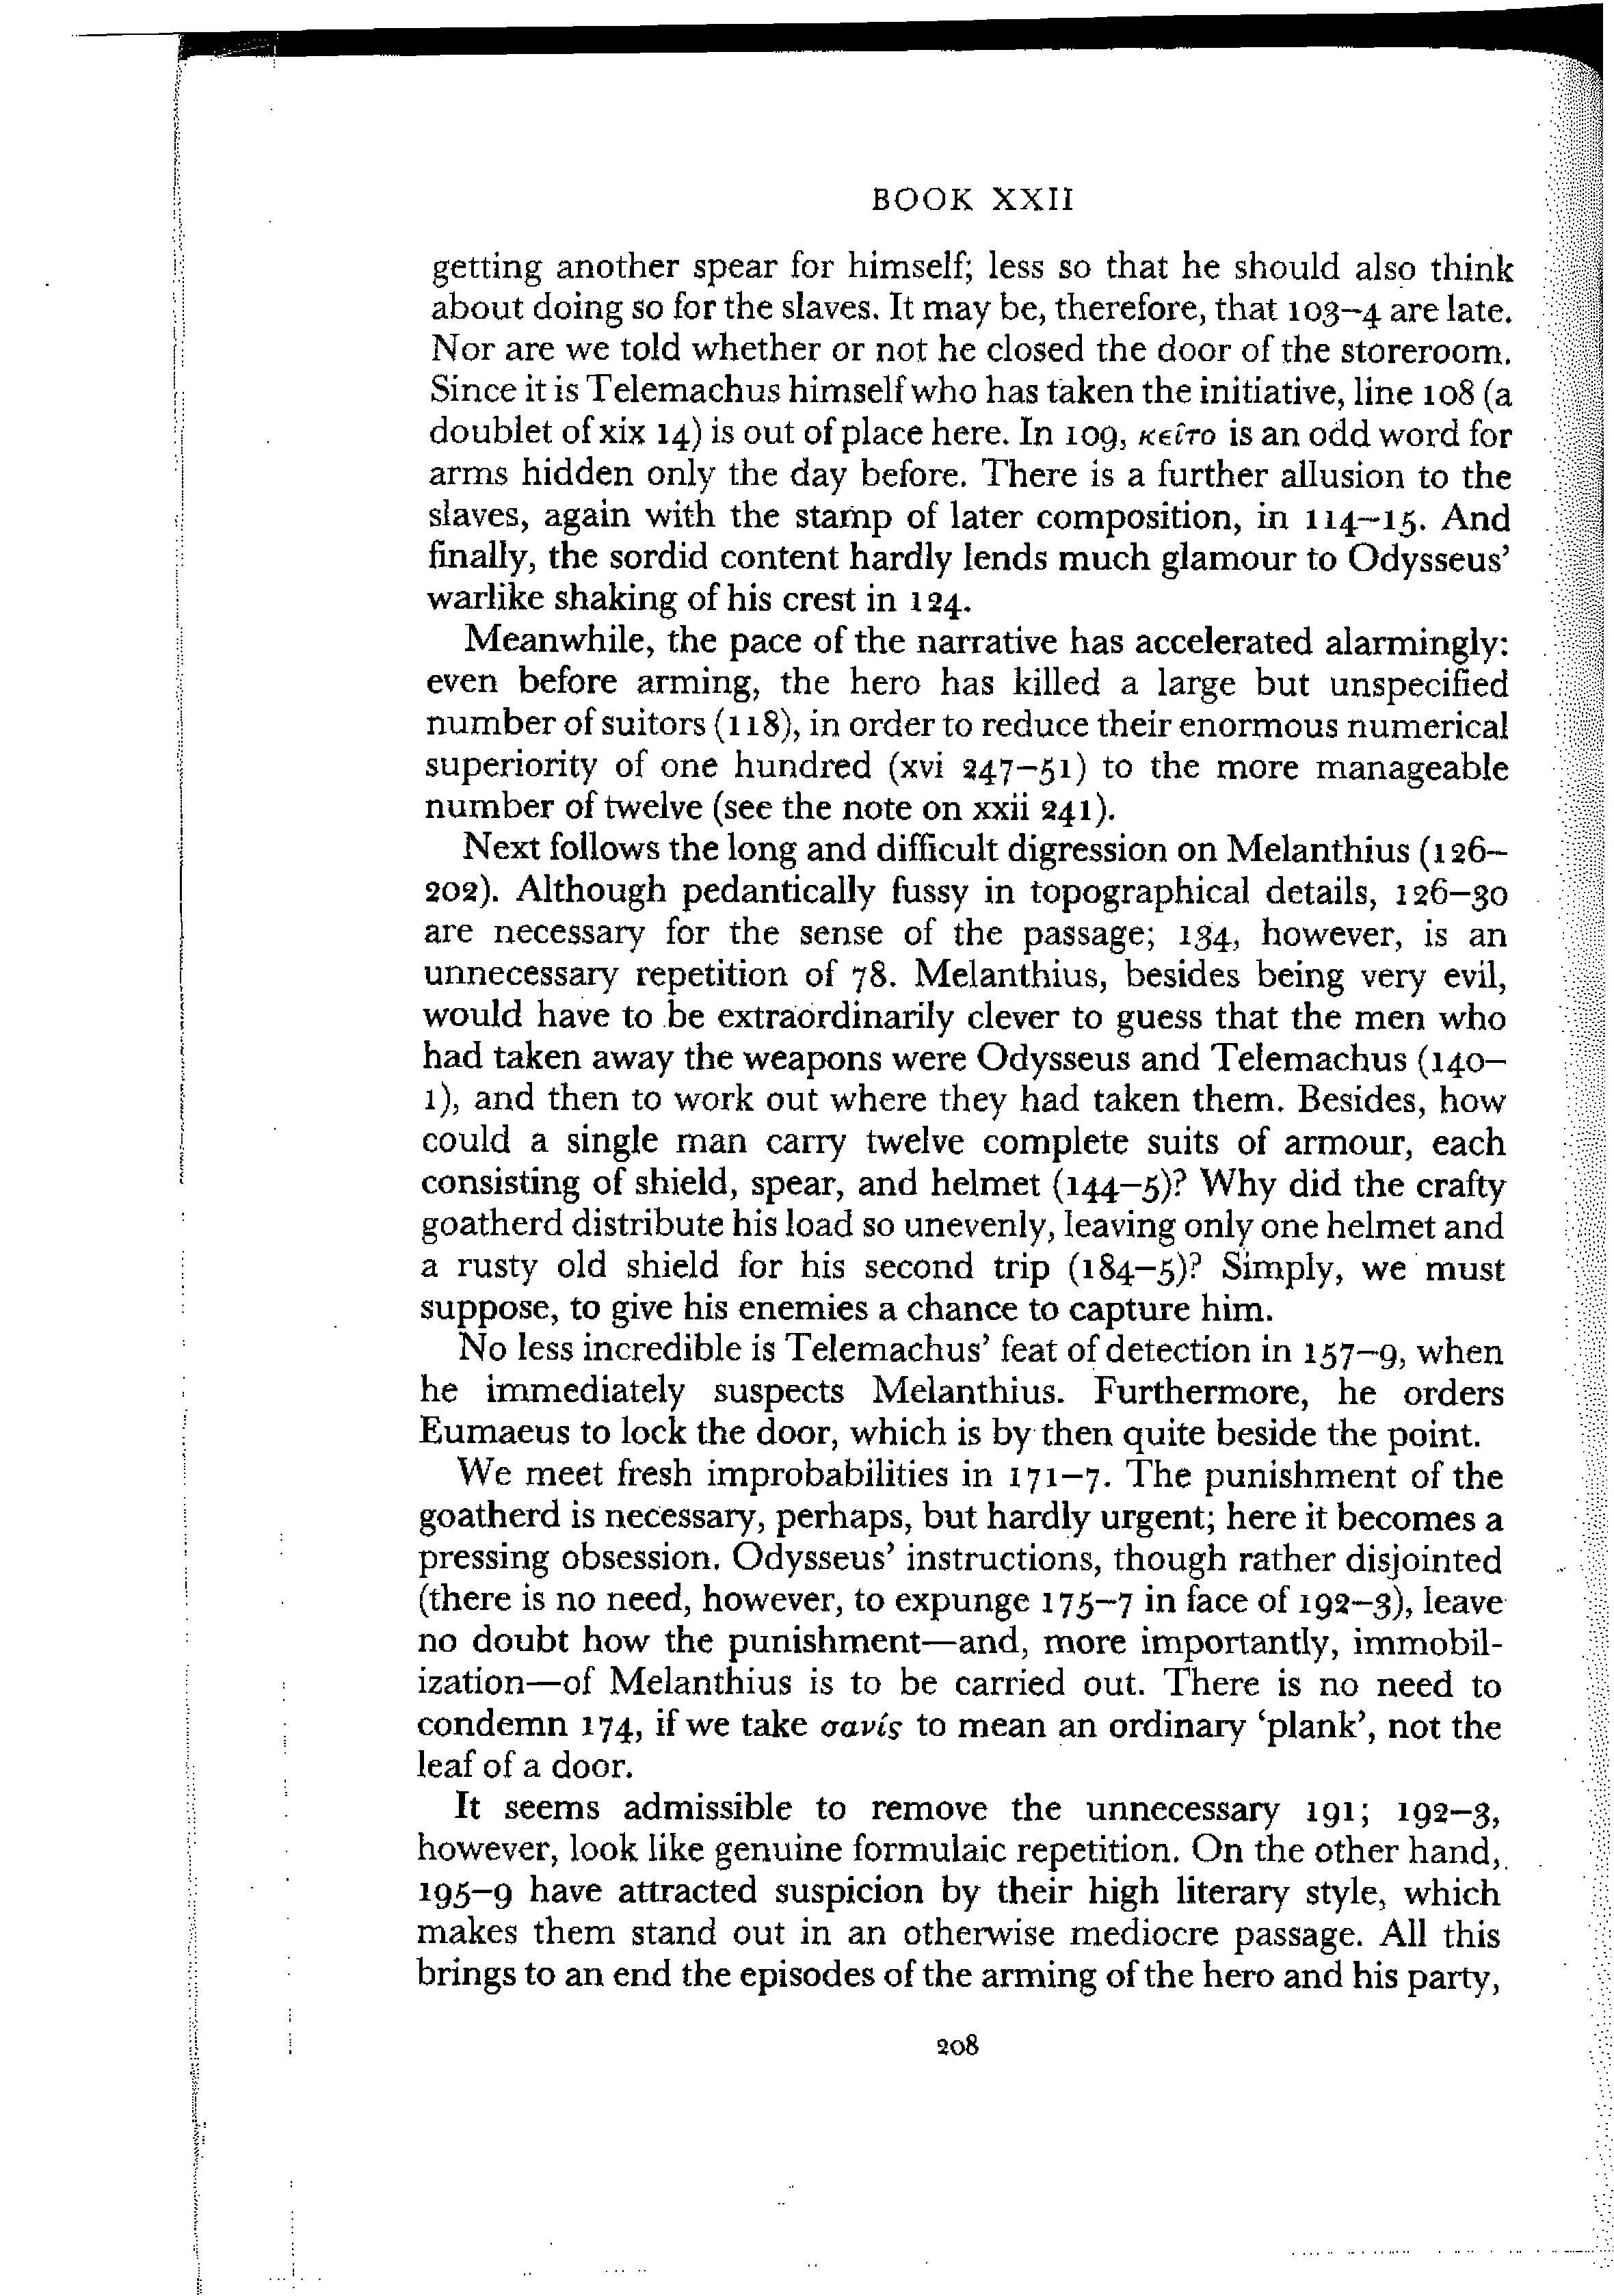 BOOK XXII
getting another spear for himself; less so that he should also think
about doing so for the slaves. It may be, therefore, that 103–4 are late.
Nor are we told whether or not he closed the door of the storeroom.
Since it is Telemachus himself who has taken the initiative, line 108 (a
doublet of xix 14) is out of place here. In 109, κεῖτο is an odd word for
arms hidden only the day before. There is a further allusion to the
slaves, again with the stamp of later composition, in 114–15. And
finally, the sordid content hardly lends much glamour to Odysseus’
warlike shaking of his crest in 124.
Meanwhile, the pace of the narrative has accelerated alarmingly:
even before arming, the hero has killed a large but unspecified
number of suitors (118), in order to reduce their enormous numerical
superiority of one hundred (xvi 247–51) to the more manageable
number of twelve (see the note on xxii 241).
Next follows the long and difficult digression on Melanthius (126–
202). Although pedantically fussy in topographical details, 126–30
are necessary for the sense of the passage; 134, however, is an
unnecessary repetition of 78. Melanthius, besides being very evil,
would have to be extraordinarily clever to guess that the men who
had taken away the weapons were Odysseus and Telemachus (140–
1), and then to work out where they had taken them. Besides, how
could a single man carry twelve complete suits of armour, each
consisting of shield, spear, and helmet (144–5)? Why did the crafty
goatherd distribute his load so unevenly, leaving only one helmet and
a rusty old shield for his second trip (184–5)? Simply, we must
suppose, to give his enemies a chance to capture him.
No less incredible is Telemachus’ feat of detection in 157–9, when
he immediately suspects Melanthius. Furthermore, he orders
Eumaeus to lock the door, which is by then quite beside the point.
We meet fresh improbabilities in 171–7. The punishment of the
goatherd is necessary, perhaps, but hardly urgent; here it becomes a
pressing obsession. Odysseus’ instructions, though rather disjointed
(there is no need, however, to expunge 175–7 in face of 192–3), leave
no doubt how the punishment—and, more importantly, immobil-
ization—of Melanthius is to be carried out. There is no need to
condemn 174, if we take σανίς to mean an ordinary ‘plank’, not the
leaf of a door.
It seems admissible to remove the unnecessary 191; 192–3,
however, look like genuine formulaic repetition. On the other hand,
195–9 have attracted suspicion by their high literary style, which
makes them stand out in an otherwise mediocre passage. All this
brings to an end the episodes of the arming of the hero and his party,
208